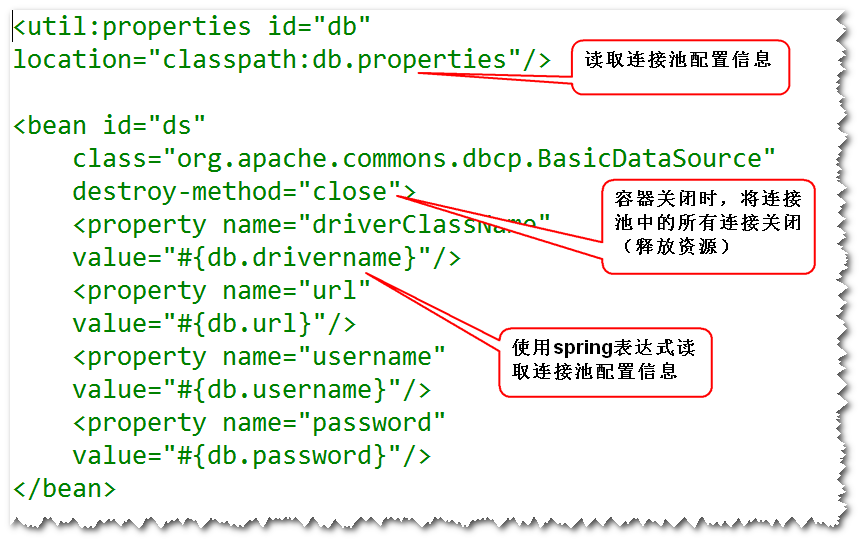 <util:properties id="db"
location="classpath:db.properties"/>
读取连接池配置信息
<bean id="ds"
class="org.apache.commons.dbcp.BasicDataSource"
destroy-method="close">
容器关闭时，将连接
池中的所有连接关闭
（释放资源）
<property name="driverClassName"
value="#{db.drivername}"/>
<property name="url"
value="#{db.url}"/>
使用spring表达式读
取连接池配置信息
<property name="username"
value="#{db.username}"/>
<property name="password"
value="#{db.password}"/>
</bean>